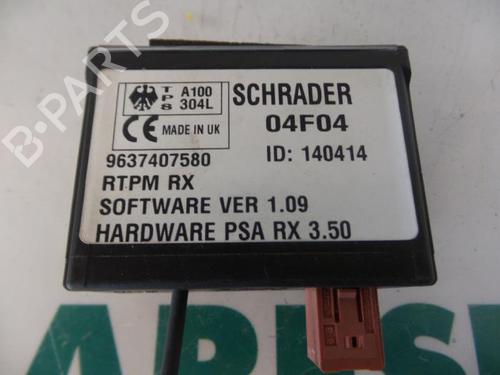 T P S A100 304L
SCHRADER
CE MADE IN UK
04F04
9637407580
ID: 140414
RTPM RX
SOFTWARE VER 1.09
HARDWARE PSA RX 3.50
B-PARTS